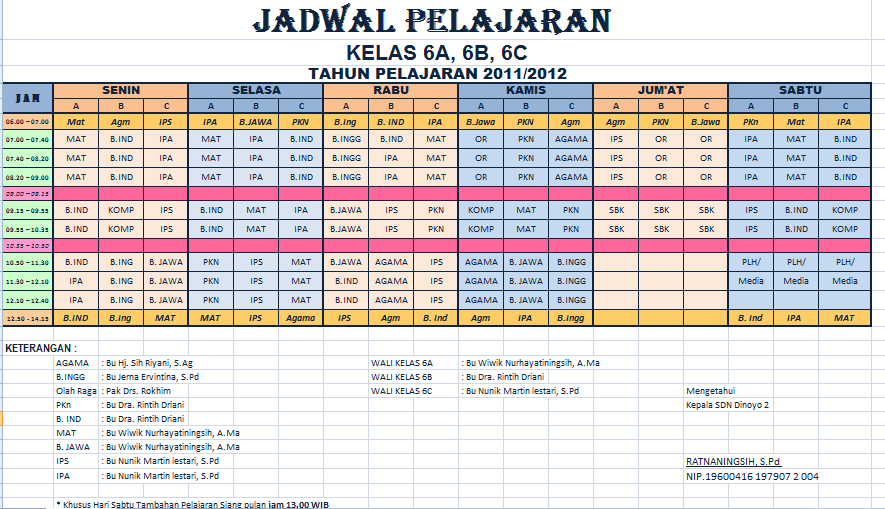 JADWAL PELAJARAN
KELAS 6A, 6B, 6C
TAHUN PELAJARAN 2011/2012
JAM SENIN SELASA RABU KAMIS JUM'AT SABTU
A B C A B C A B C A B C A B C A B C
06.00 – 07.00 Mat Agm IPS IPA B.JAWA PKN B.Ing B. IND IPA B.Jawa PKN Agm Agm PKN B.Jawa PKn Mat IPA
07.00 – 07.40 MAT B.IND IPA MAT IPA B.IND B.INGG B.IND MAT OR PKN AGAMA IPS OR OR IPA MAT B.IND
07.40 – 08.20 MAT B.IND IPA MAT IPA B.IND B.INGG IPA MAT OR PKN AGAMA IPS OR OR IPA MAT B.IND
08.20 – 09.00 MAT B.IND IPA MAT IPA B.IND B.INGG IPA MAT OR PKN AGAMA IPS OR OR IPA MAT B.IND
09.00 – 09.15
09.15 – 09.55 B.IND KOMP IPS B.IND MAT IPA B.JAWA IPS PKN KOMP MAT PKN SBK SBK SBK IPS B.IND KOMP
09.55 – 10.35 B.IND KOMP IPS B.IND MAT IPA B.JAWA IPS PKN KOMP MAT PKN SBK SBK SBK IPS B.IND KOMP
10.35 – 10.50
10.50 – 11.30 B.IND B.ING B. JAWA PKN IPS MAT B.JAWA AGAMA IPS AGAMA B. JAWA B.INGG PLH/ PLH/ PLH/
11.30 – 12.10 IPA B.ING B. JAWA PKN IPS MAT B.IND AGAMA IPS AGAMA B. JAWA B.INGG Media Media Media
12.10 – 12.40 IPA B.ING B. JAWA PKN IPS MAT B.IND AGAMA IPS AGAMA B. JAWA B.INGG
12.50 - 14.15 B.IND B.Ing MAT MAT IPS Agama IPS Agm B. Ind Agm IPA B.Ingg B. Ind IPA MAT
KETERANGAN :
AGAMA : Bu Hj. Sih Riyani, S.Ag WALI KELAS 6A : Bu Wiwik Nurhayatiningsih, A.Ma
B.INGG : Bu Jerna Ervintina, S.Pd WALI KELAS 6B : Bu Dra. Rintih Driani
Olah Raga : Pak Drs. Rokhim WALI KELAS 6C : Bu Nunik Martin lestari, S.Pd Mengetahui
PKn : Bu Dra. Rintih Driani Kepala SDN Dinoyo 2
B. IND : Bu Dra. Rintih Driani
MAT : Bu Wiwik Nurhayatiningsih, A.Ma
B. JAWA : Bu Wiwik Nurhayatiningsih, A.Ma
IPS : Bu Nunik Martin lestari, S.Pd RATNANINGSIH, S.Pd
IPA : Bu Nunik Martin lestari, S.Pd NIP.19600416 197907 2 004
* Khusus Hari Sabtu Tambahan Pelajaran Siang pulan jam 13.00 WIB